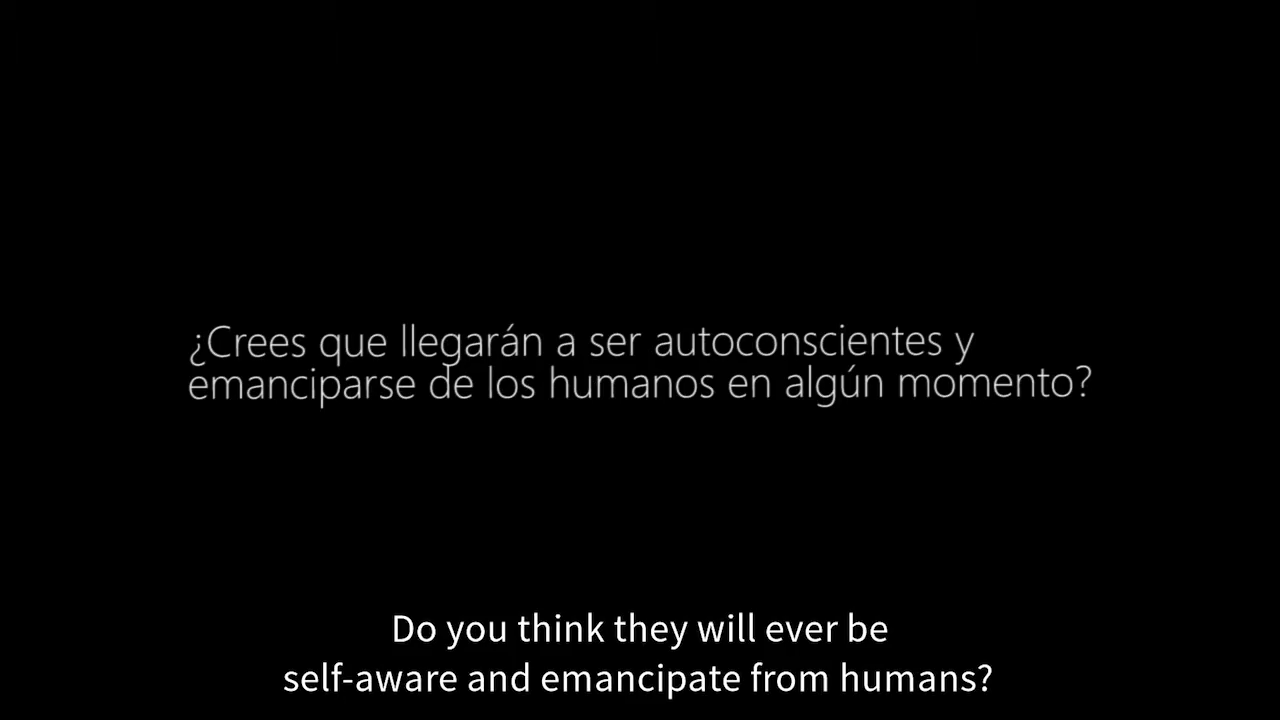 ¿Crees que llegarán a ser autoconscientes y
emanciparse de los humanos en algún momento?
Do you think they will ever be
self-aware and emancipate from humans?